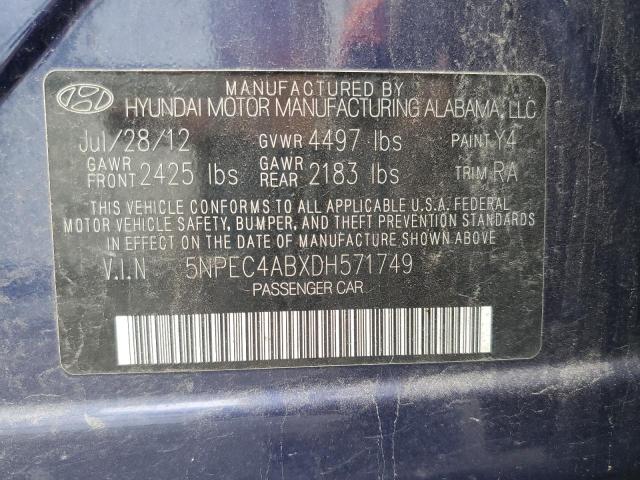 MANUFACTURED BY
HYUNDAI MOTOR MANUFACTURING ALABAMA, LLC
Jul/28/12 GVWR 4497 lbs PAINT Y4
GAWR FRONT 2425 lbs GAWR REAR 2183 lbs TRIM RA
THIS VEHICLE CONFORMS TO ALL APPLICABLE U.S.A. FEDERAL
MOTOR VEHICLE SAFETY, BUMPER, AND THEFT PREVENTION STANDARDS
IN EFFECT ON THE DATE OF MANUFACTURE SHOWN ABOVE.
V.I.N 5NPEC4ABXDH571749
PASSENGER CAR